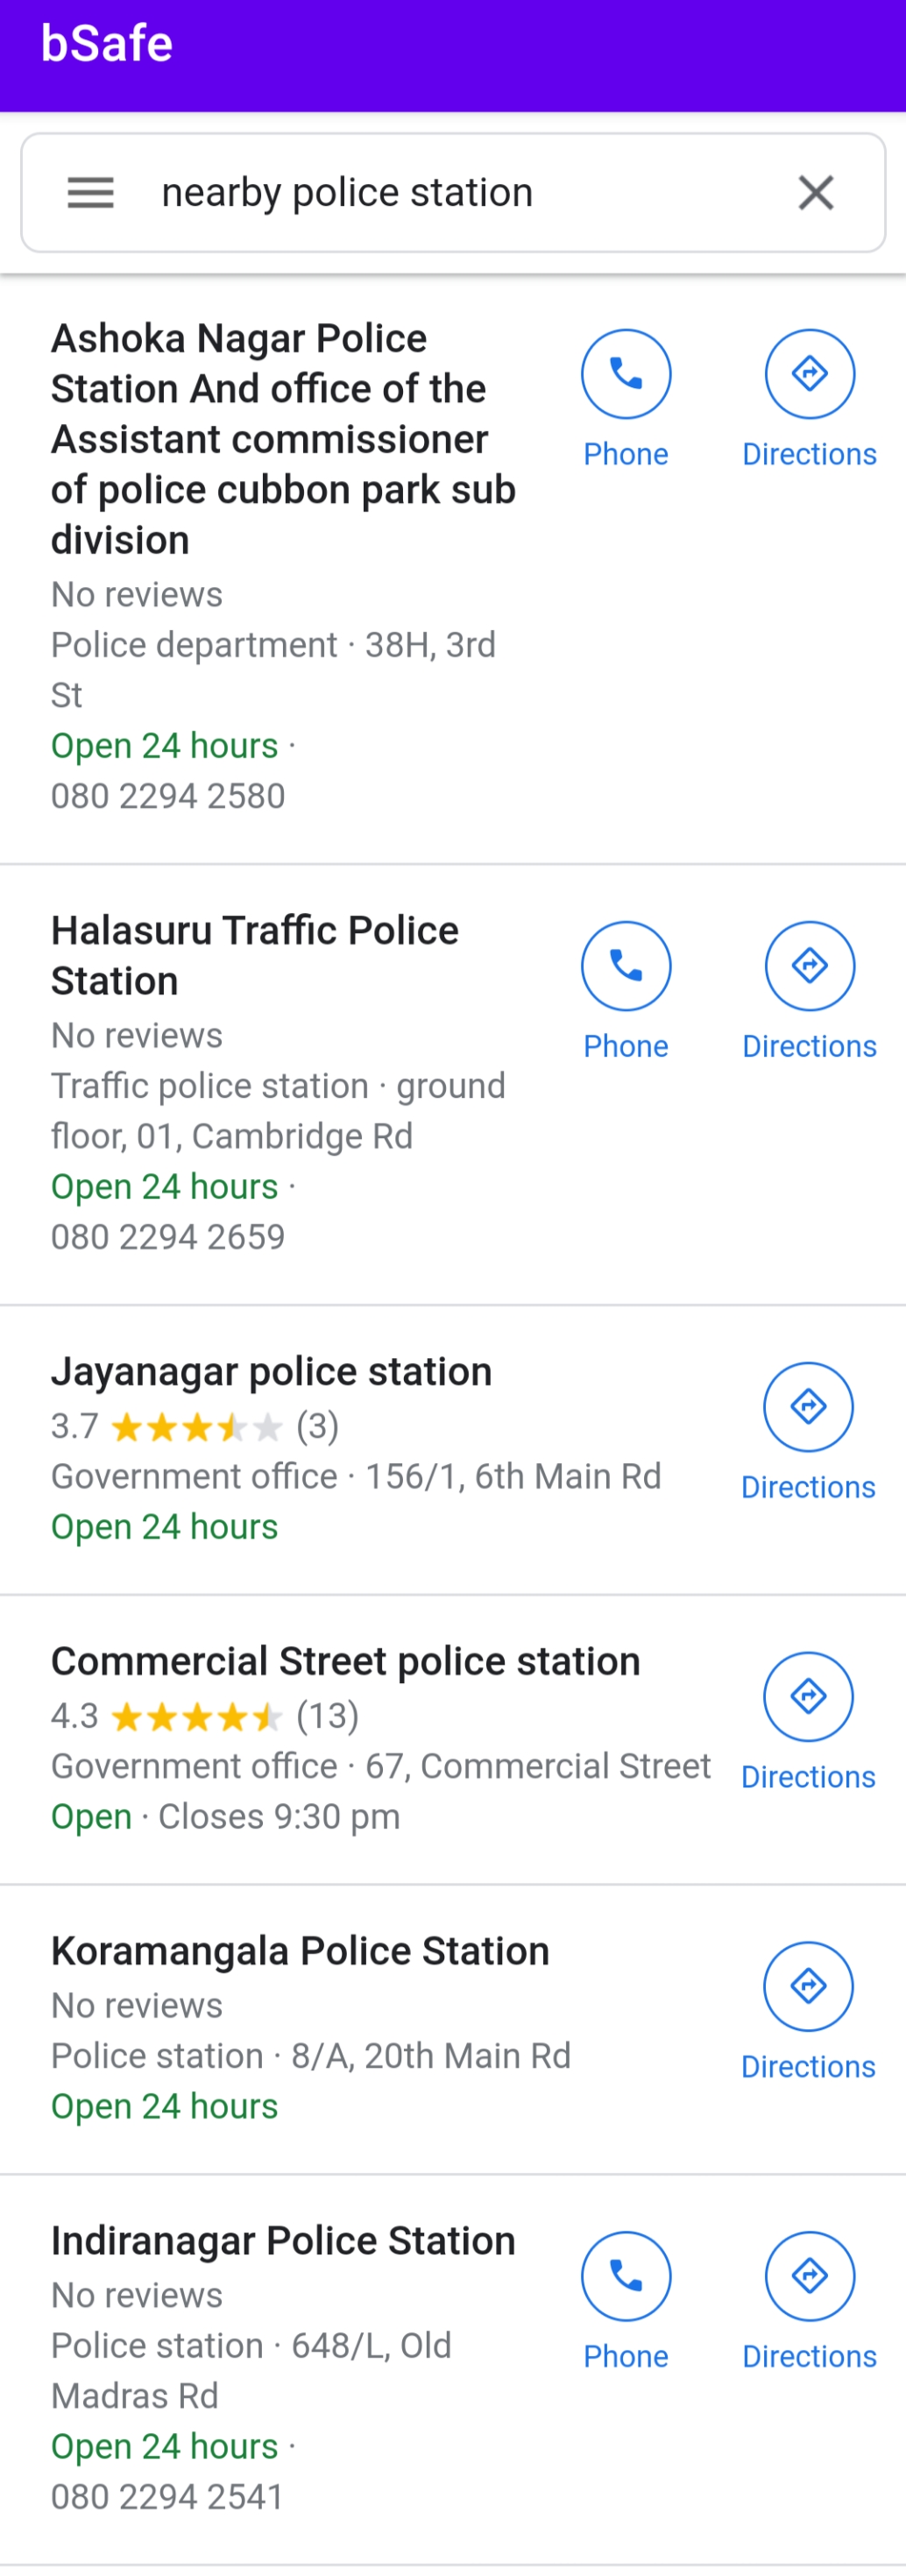 bSafe
nearby police station
Ashoka Nagar Police
Station And office of the
Assistant commissioner
of police cubbon park sub
division
No reviews
Police department · 38H, 3rd
St
Open 24 hours ·
080 2294 2580
Phone
Directions
Halasuru Traffic Police
Station
No reviews
Traffic police station · ground
floor, 01, Cambridge Rd
Open 24 hours ·
080 2294 2659
Phone
Directions
Jayanagar police station
3.7 (3)
Government office · 156/1, 6th Main Rd
Open 24 hours
Directions
Commercial Street police station
4.3 (13)
Government office · 67, Commercial Street
Open · Closes 9:30 pm
Directions
Koramangala Police Station
No reviews
Police station · 8/A, 20th Main Rd
Open 24 hours
Directions
Indiranagar Police Station
No reviews
Police station · 648/L, Old
Madras Rd
Open 24 hours ·
080 2294 2541
Phone
Directions